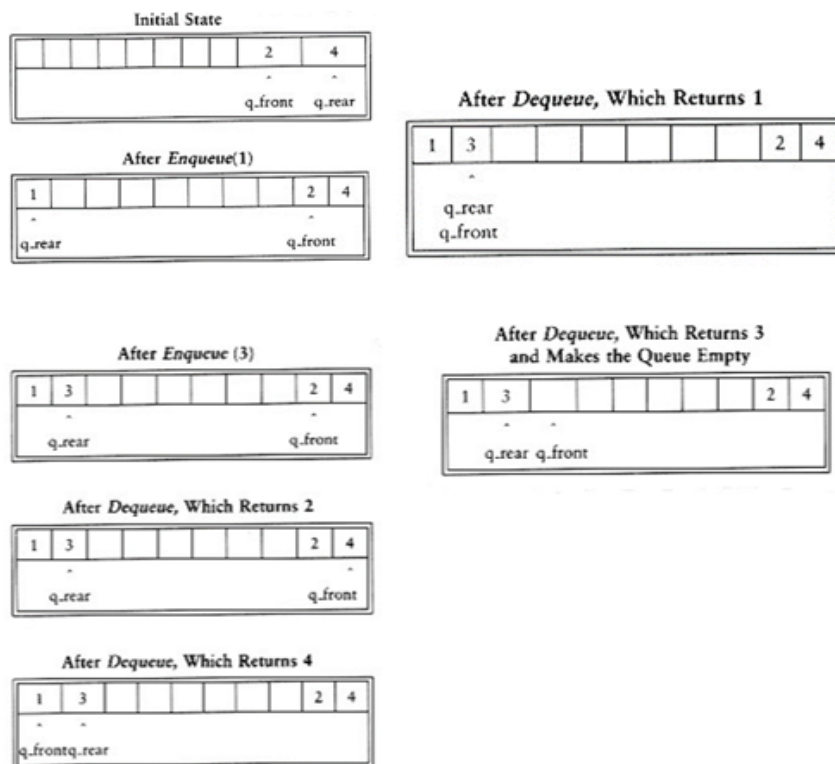 Initial State
2 4
q_front q_rear
After Enqueue(1)
1 2 4
q_rear q_front
After Enqueue (3)
1 3 2 4
q_rear q_front
After Dequeue, Which Returns 2
1 3 2 4
q_rear q_front
After Dequeue, Which Returns 4
1 3 2 4
q_frontq_rear
After Dequeue, Which Returns 1
1 3 2 4
q_rear
q_front
After Dequeue, Which Returns 3
and Makes the Queue Empty
1 3 2 4
q_rear q_front